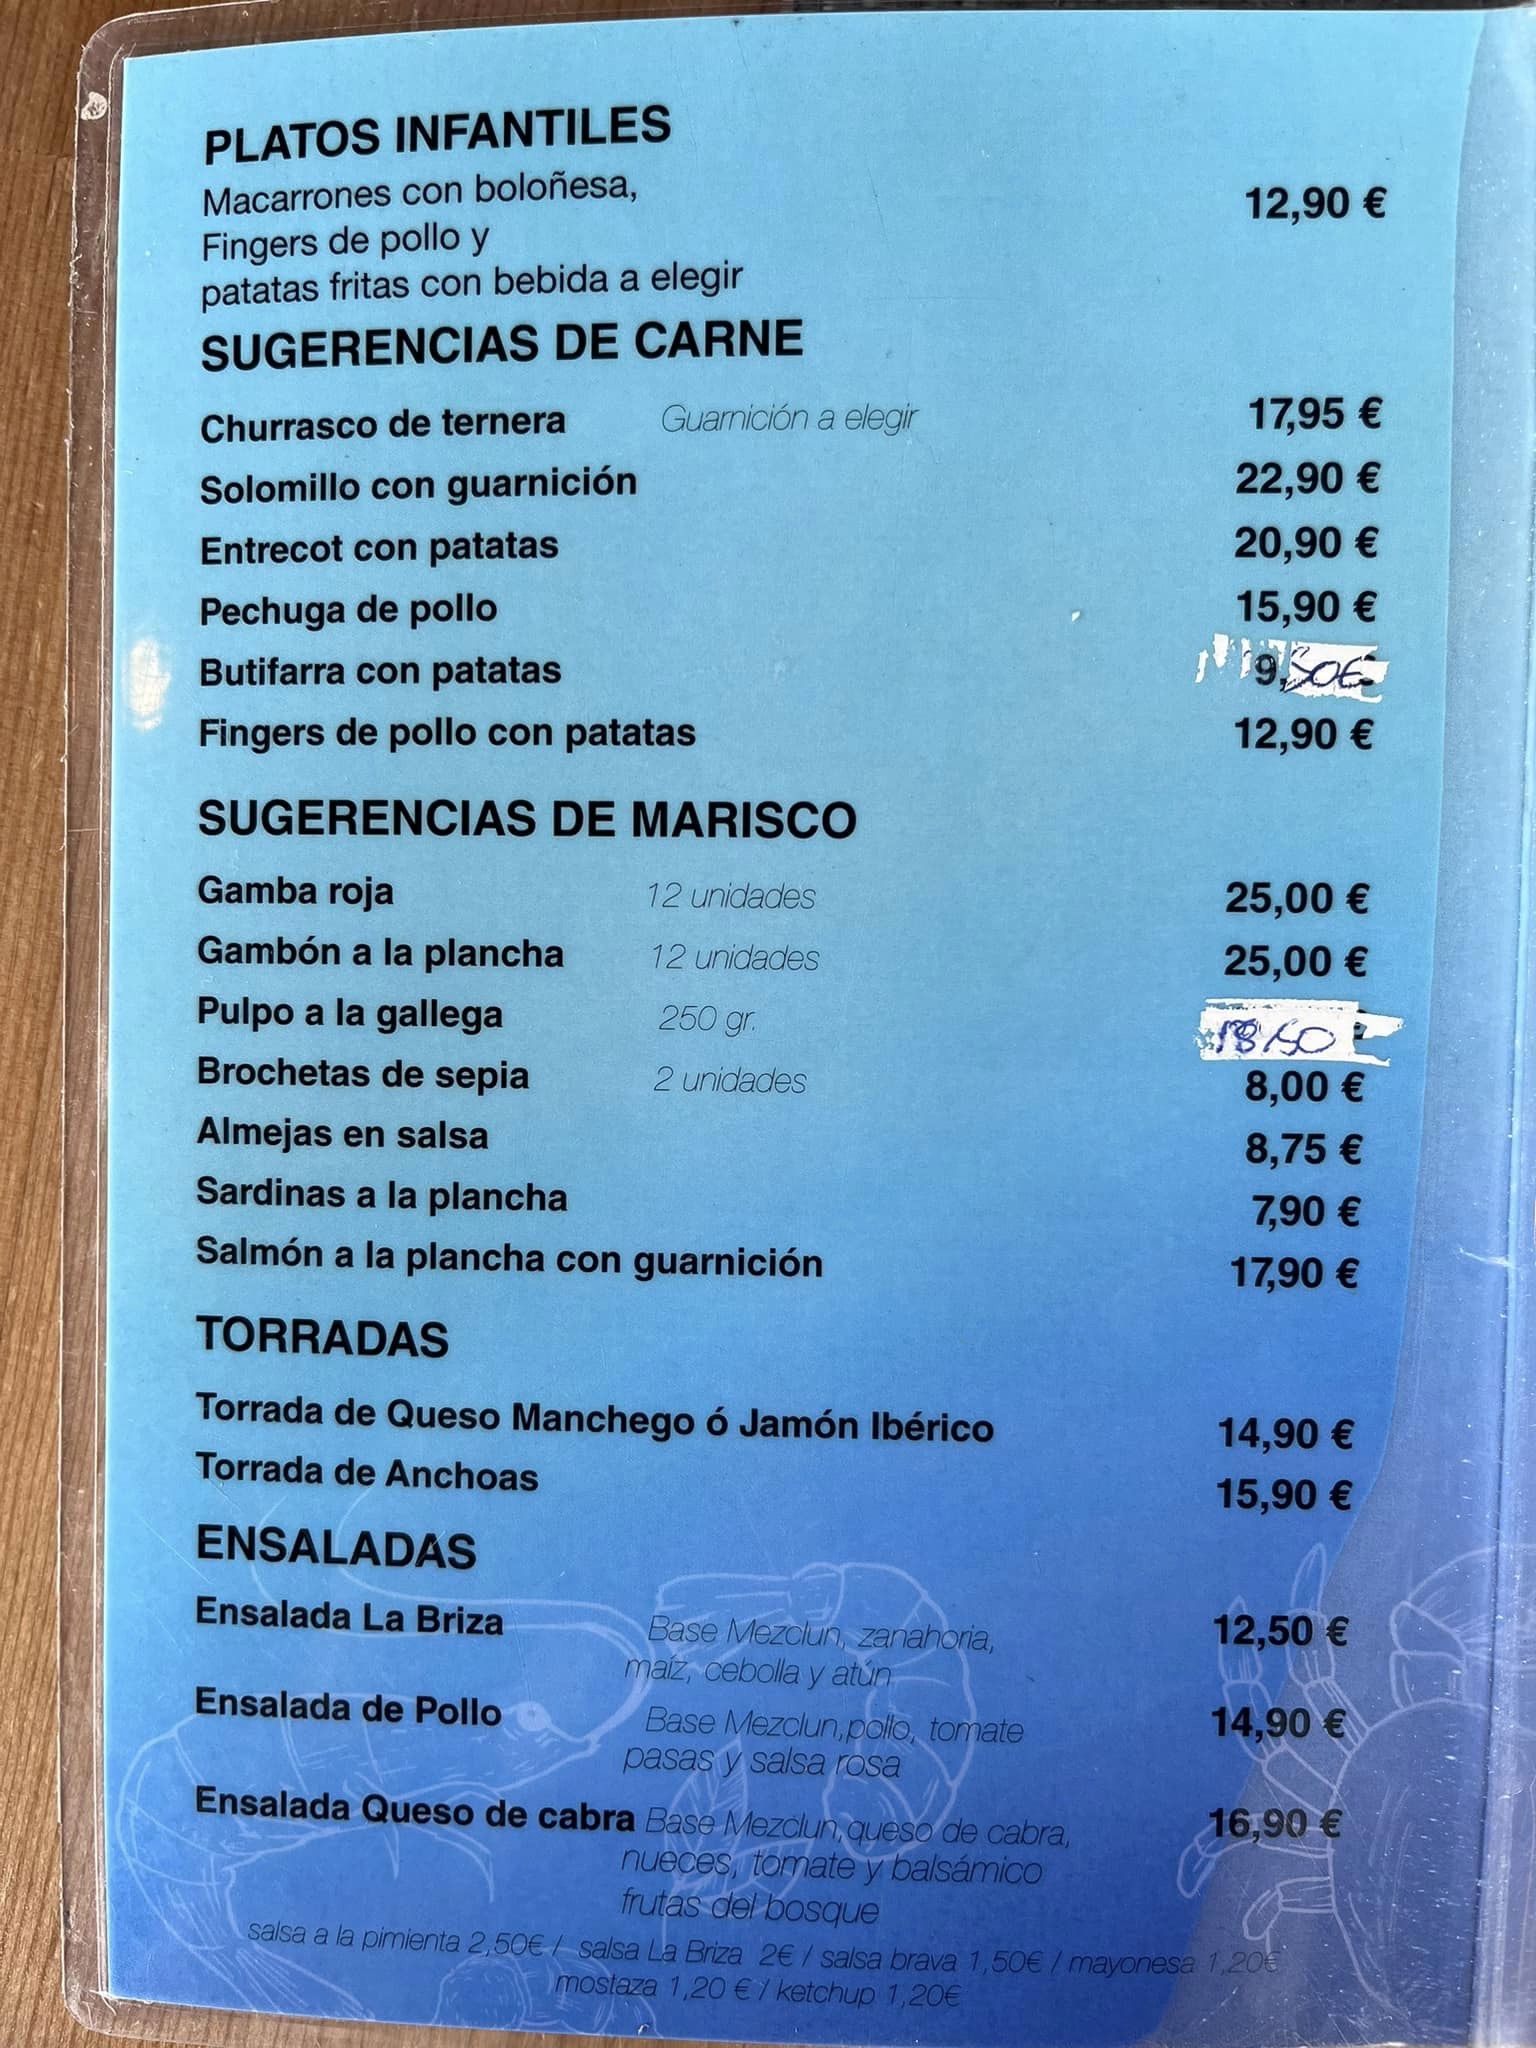 PLATOS INFANTILES
Macarrones con boloñesa,
Fingers de pollo y
patatas fritas con bebida a elegir
12,90 €
SUGERENCIAS DE CARNE
Churrasco de ternera Guarnición a elegir 17,95 €
Solomillo con guarnición 22,90 €
Entrecot con patatas 20,90 €
Pechuga de pollo 15,90 €
Butifarra con patatas 9,50€
Fingers de pollo con patatas 12,90 €
SUGERENCIAS DE MARISCO
Gamba roja 12 unidades 25,00 €
Gambón a la plancha 12 unidades 25,00 €
Pulpo a la gallega 250 gr. 18,50
Brochetas de sepia 2 unidades 8,00 €
Almejas en salsa 8,75 €
Sardinas a la plancha 7,90 €
Salmón a la plancha con guarnición 17,90 €
TORRADAS
Torrada de Queso Manchego ó Jamón Ibérico 14,90 €
Torrada de Anchoas 15,90 €
ENSALADAS
Ensalada La Briza Base Mezclun, zanahoria, 12,50 €
maíz, cebolla y atún
Ensalada de Pollo Base Mezclun,pollo, tomate 14,90 €
pasas y salsa rosa
Ensalada Queso de cabra Base Mezclun,queso de cabra, 16,90 €
nueces, tomate y balsámico
frutas del bosque
salsa a la pimienta 2,50€ / salsa La Briza 2€ / salsa brava 1,50€ / mayonesa 1,20€
mostaza 1,20 € / ketchup 1,20€